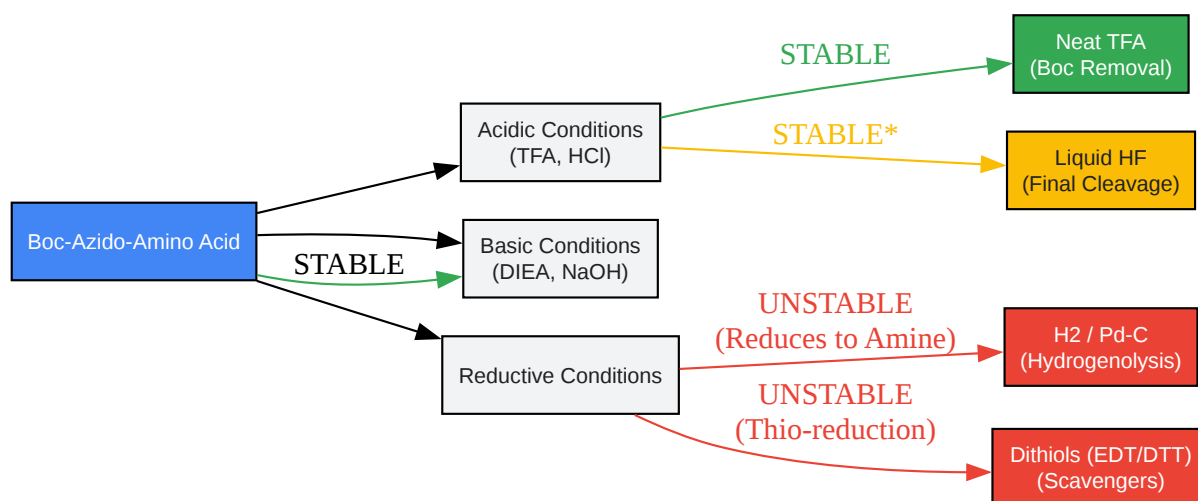 Boc-Azido-Amino Acid
STABLE
Acidic Conditions
(TFA, HCl)
Basic Conditions
(DIEA, NaOH)
Reductive Conditions
STABLE
STABLE*
UNSTABLE
(Reduces to Amine)
UNSTABLE
(Thio-reduction)
Neat TFA
(Boc Removal)
Liquid HF
(Final Cleavage)
H2 / Pd-C
(Hydrogenolysis)
Dithiols (EDT/DTT)
(Scavengers)